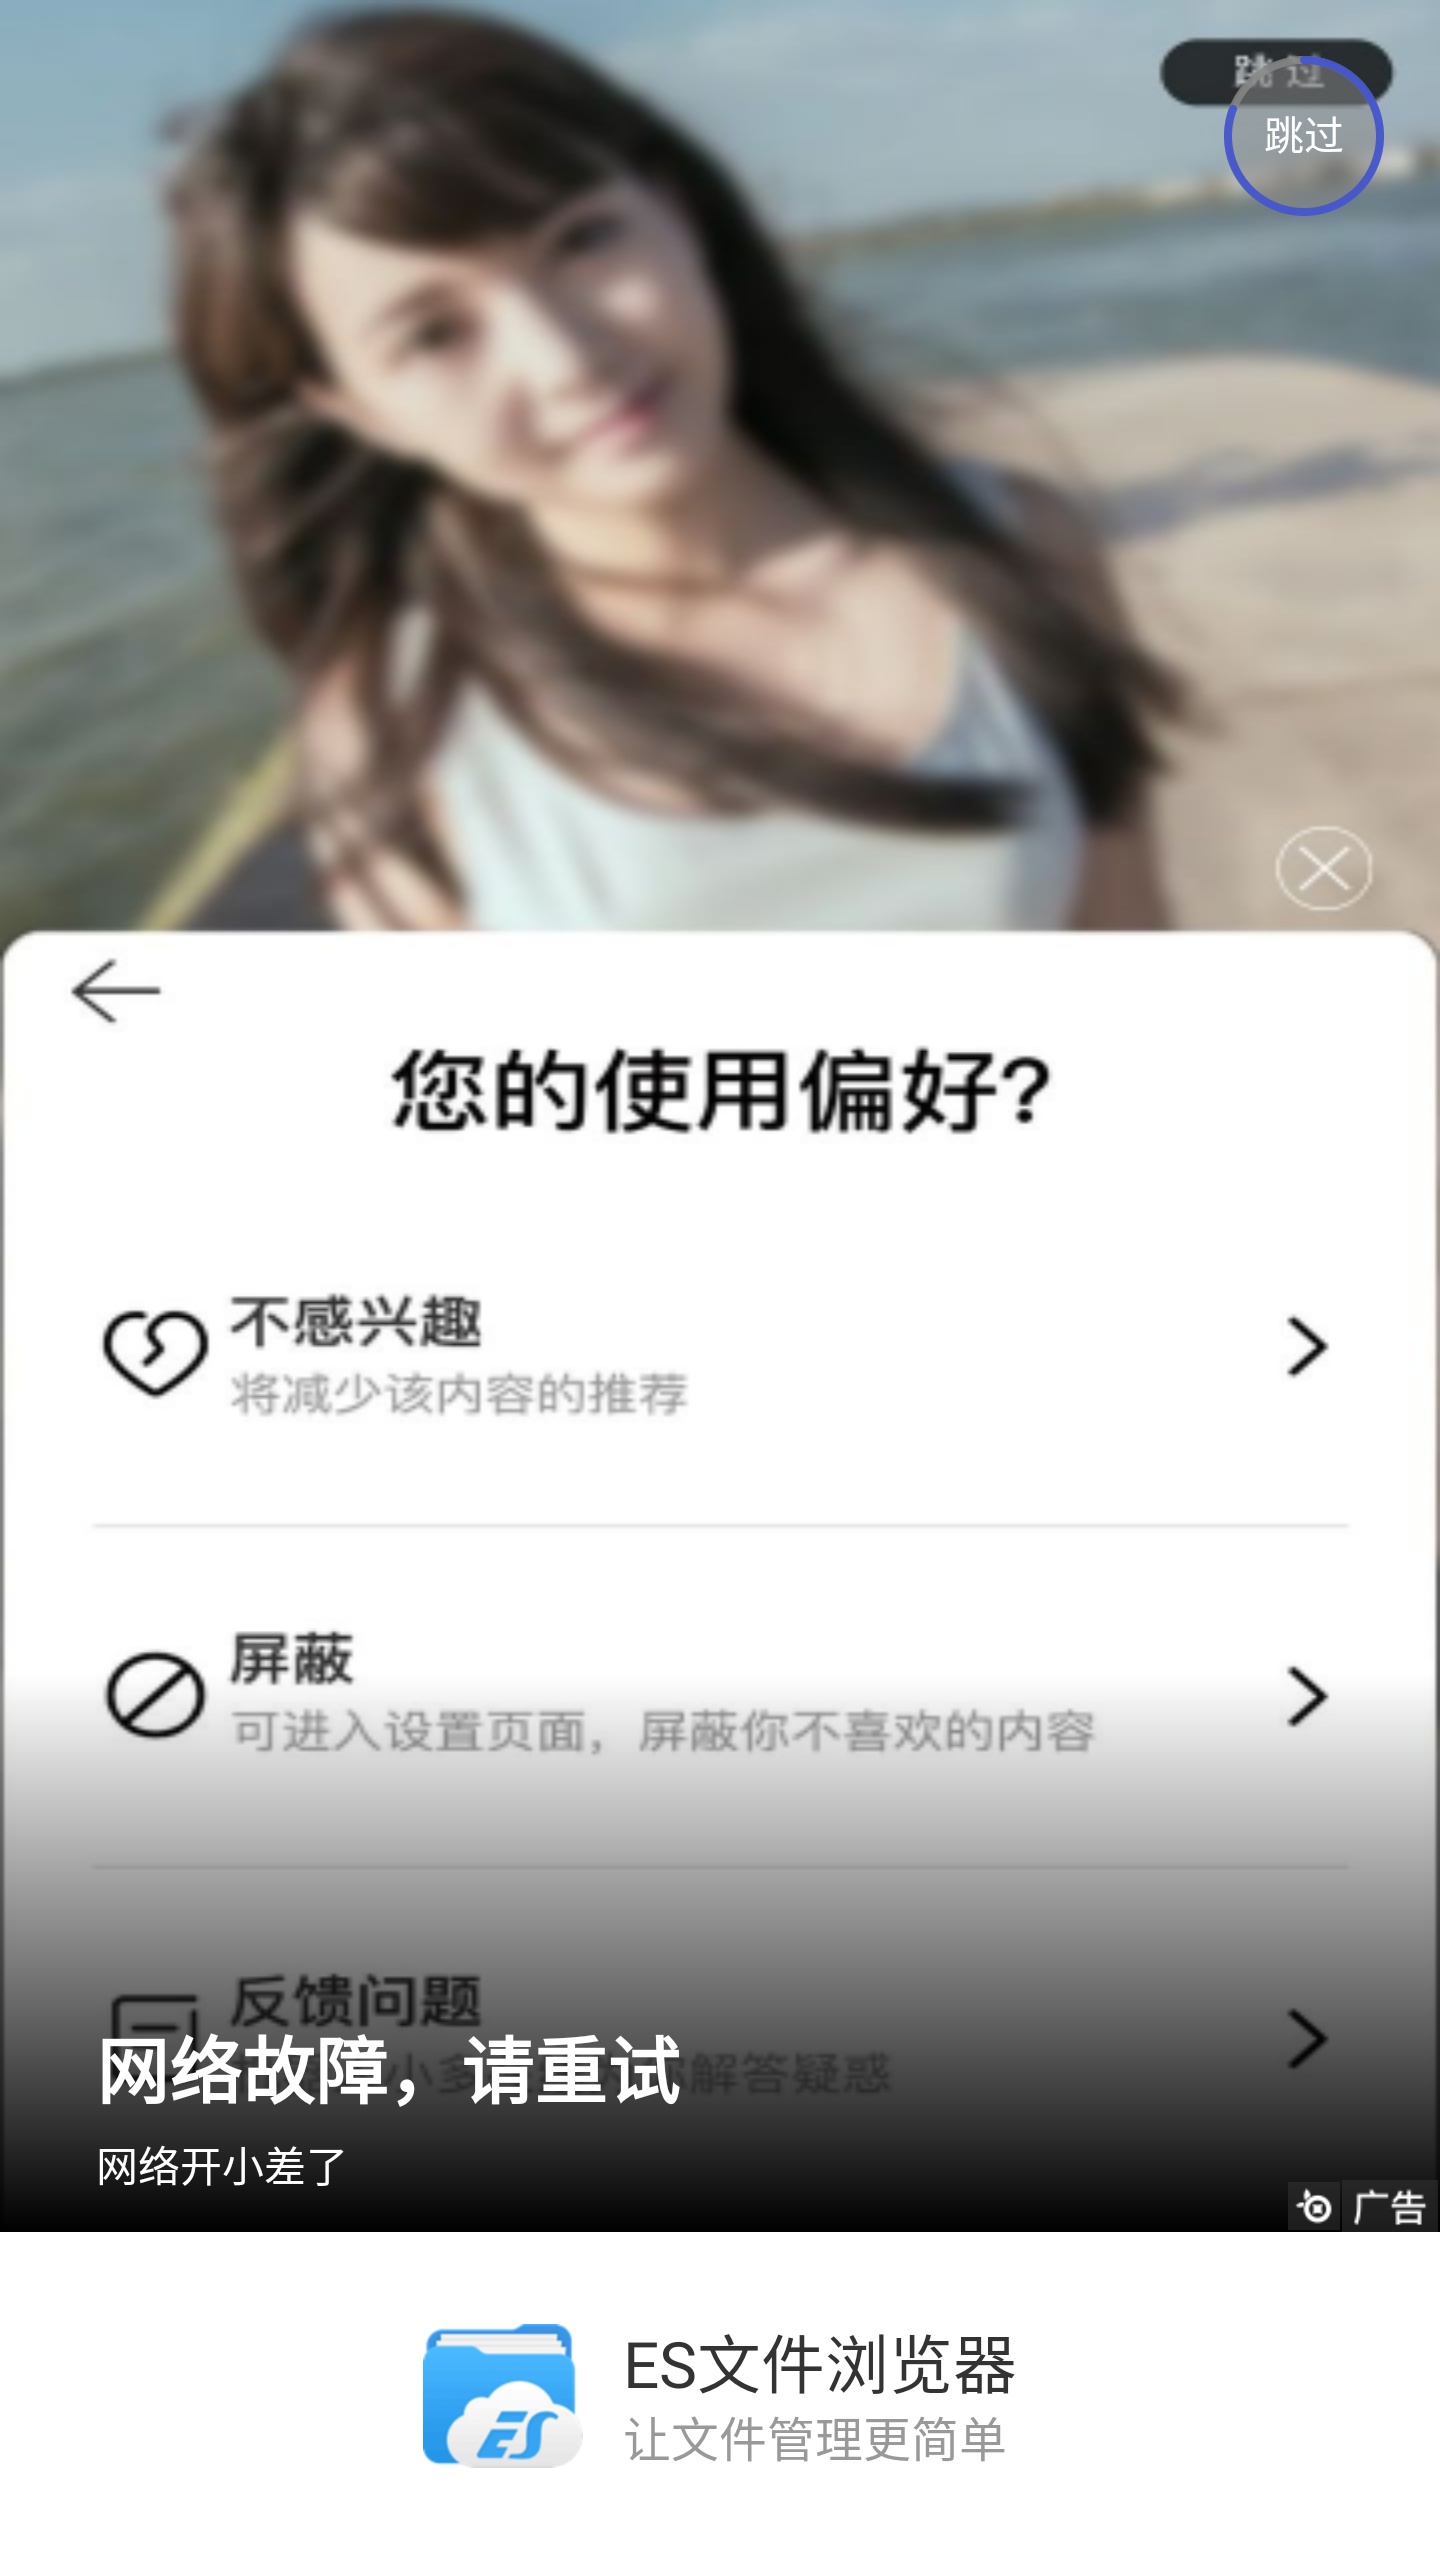 跳过
跳过
您的使用偏好?
不感兴趣
将减少该内容的推荐
屏蔽
可进入设置页面，屏蔽你不喜欢的内容
反馈问题
解答疑惑
网络故障，请重试
网络开小差了
广告
ES文件浏览器
让文件管理更简单
ES